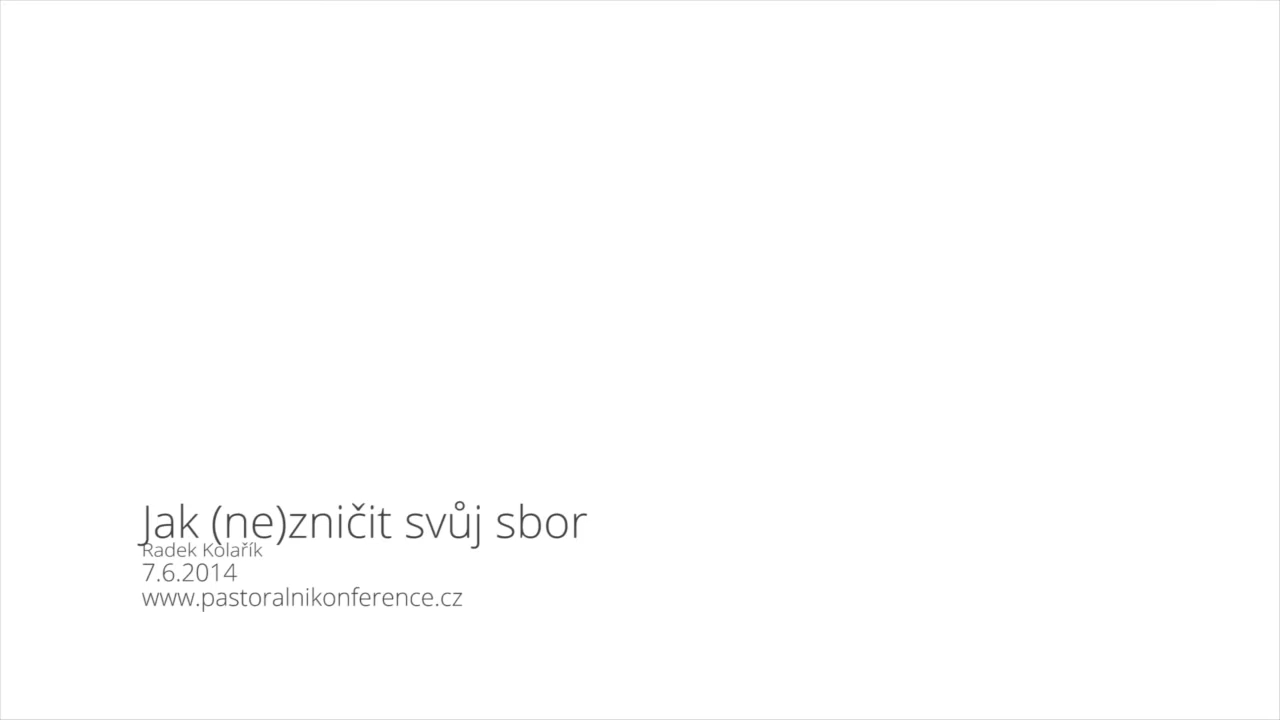 Jak (ne)zničit svůj sbor
Radek Kolařík
7.6.2014
www.pastoralnikonference.cz